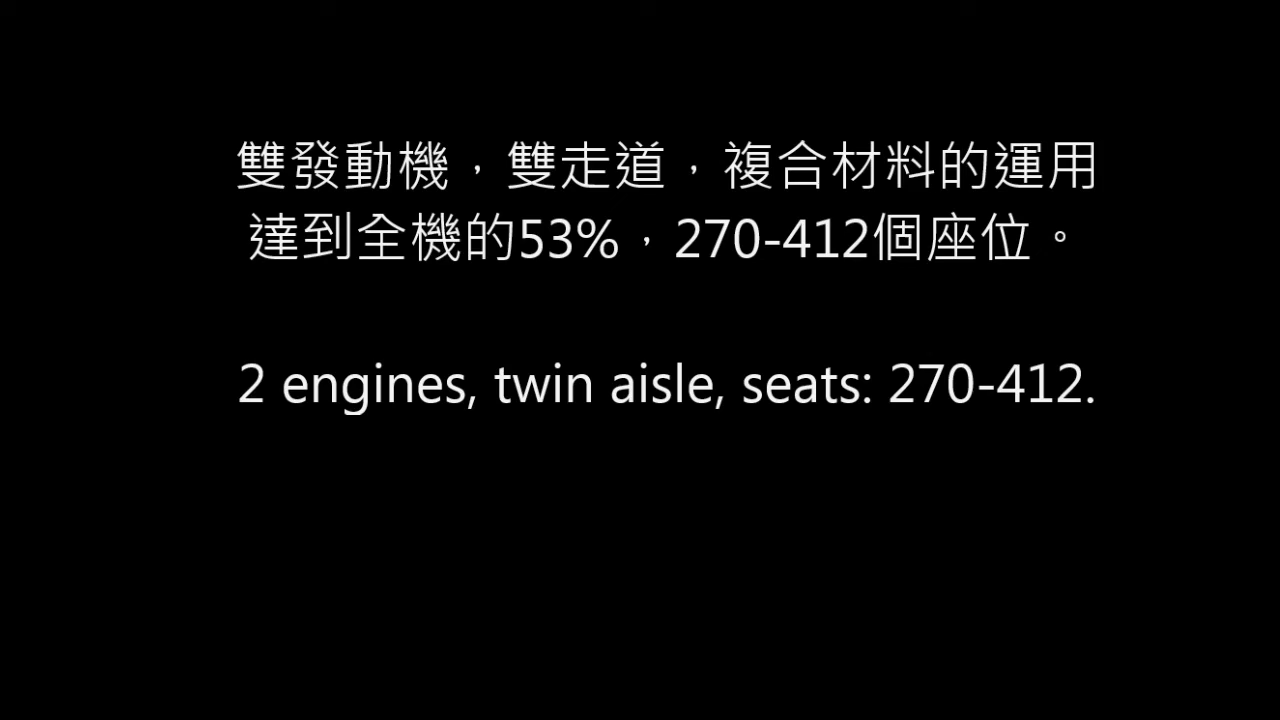 雙發動機，雙走道，複合材料的運用
達到全機的53%，270-412個座位。
2 engines, twin aisle, seats: 270-412.